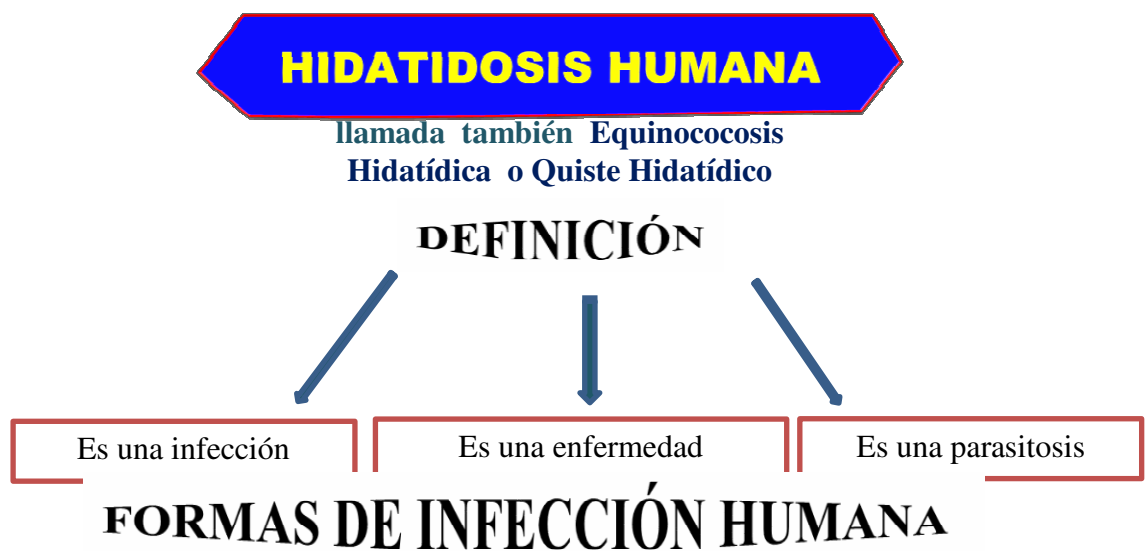 HIDATIDOSIS HUMANA
llamada también Equinococosis
Hidatídica o Quiste Hidatídico
DEFINICIÓN
Es una infección
Es una enfermedad
Es una parasitosis
FORMAS DE INFECCIÓN HUMANA